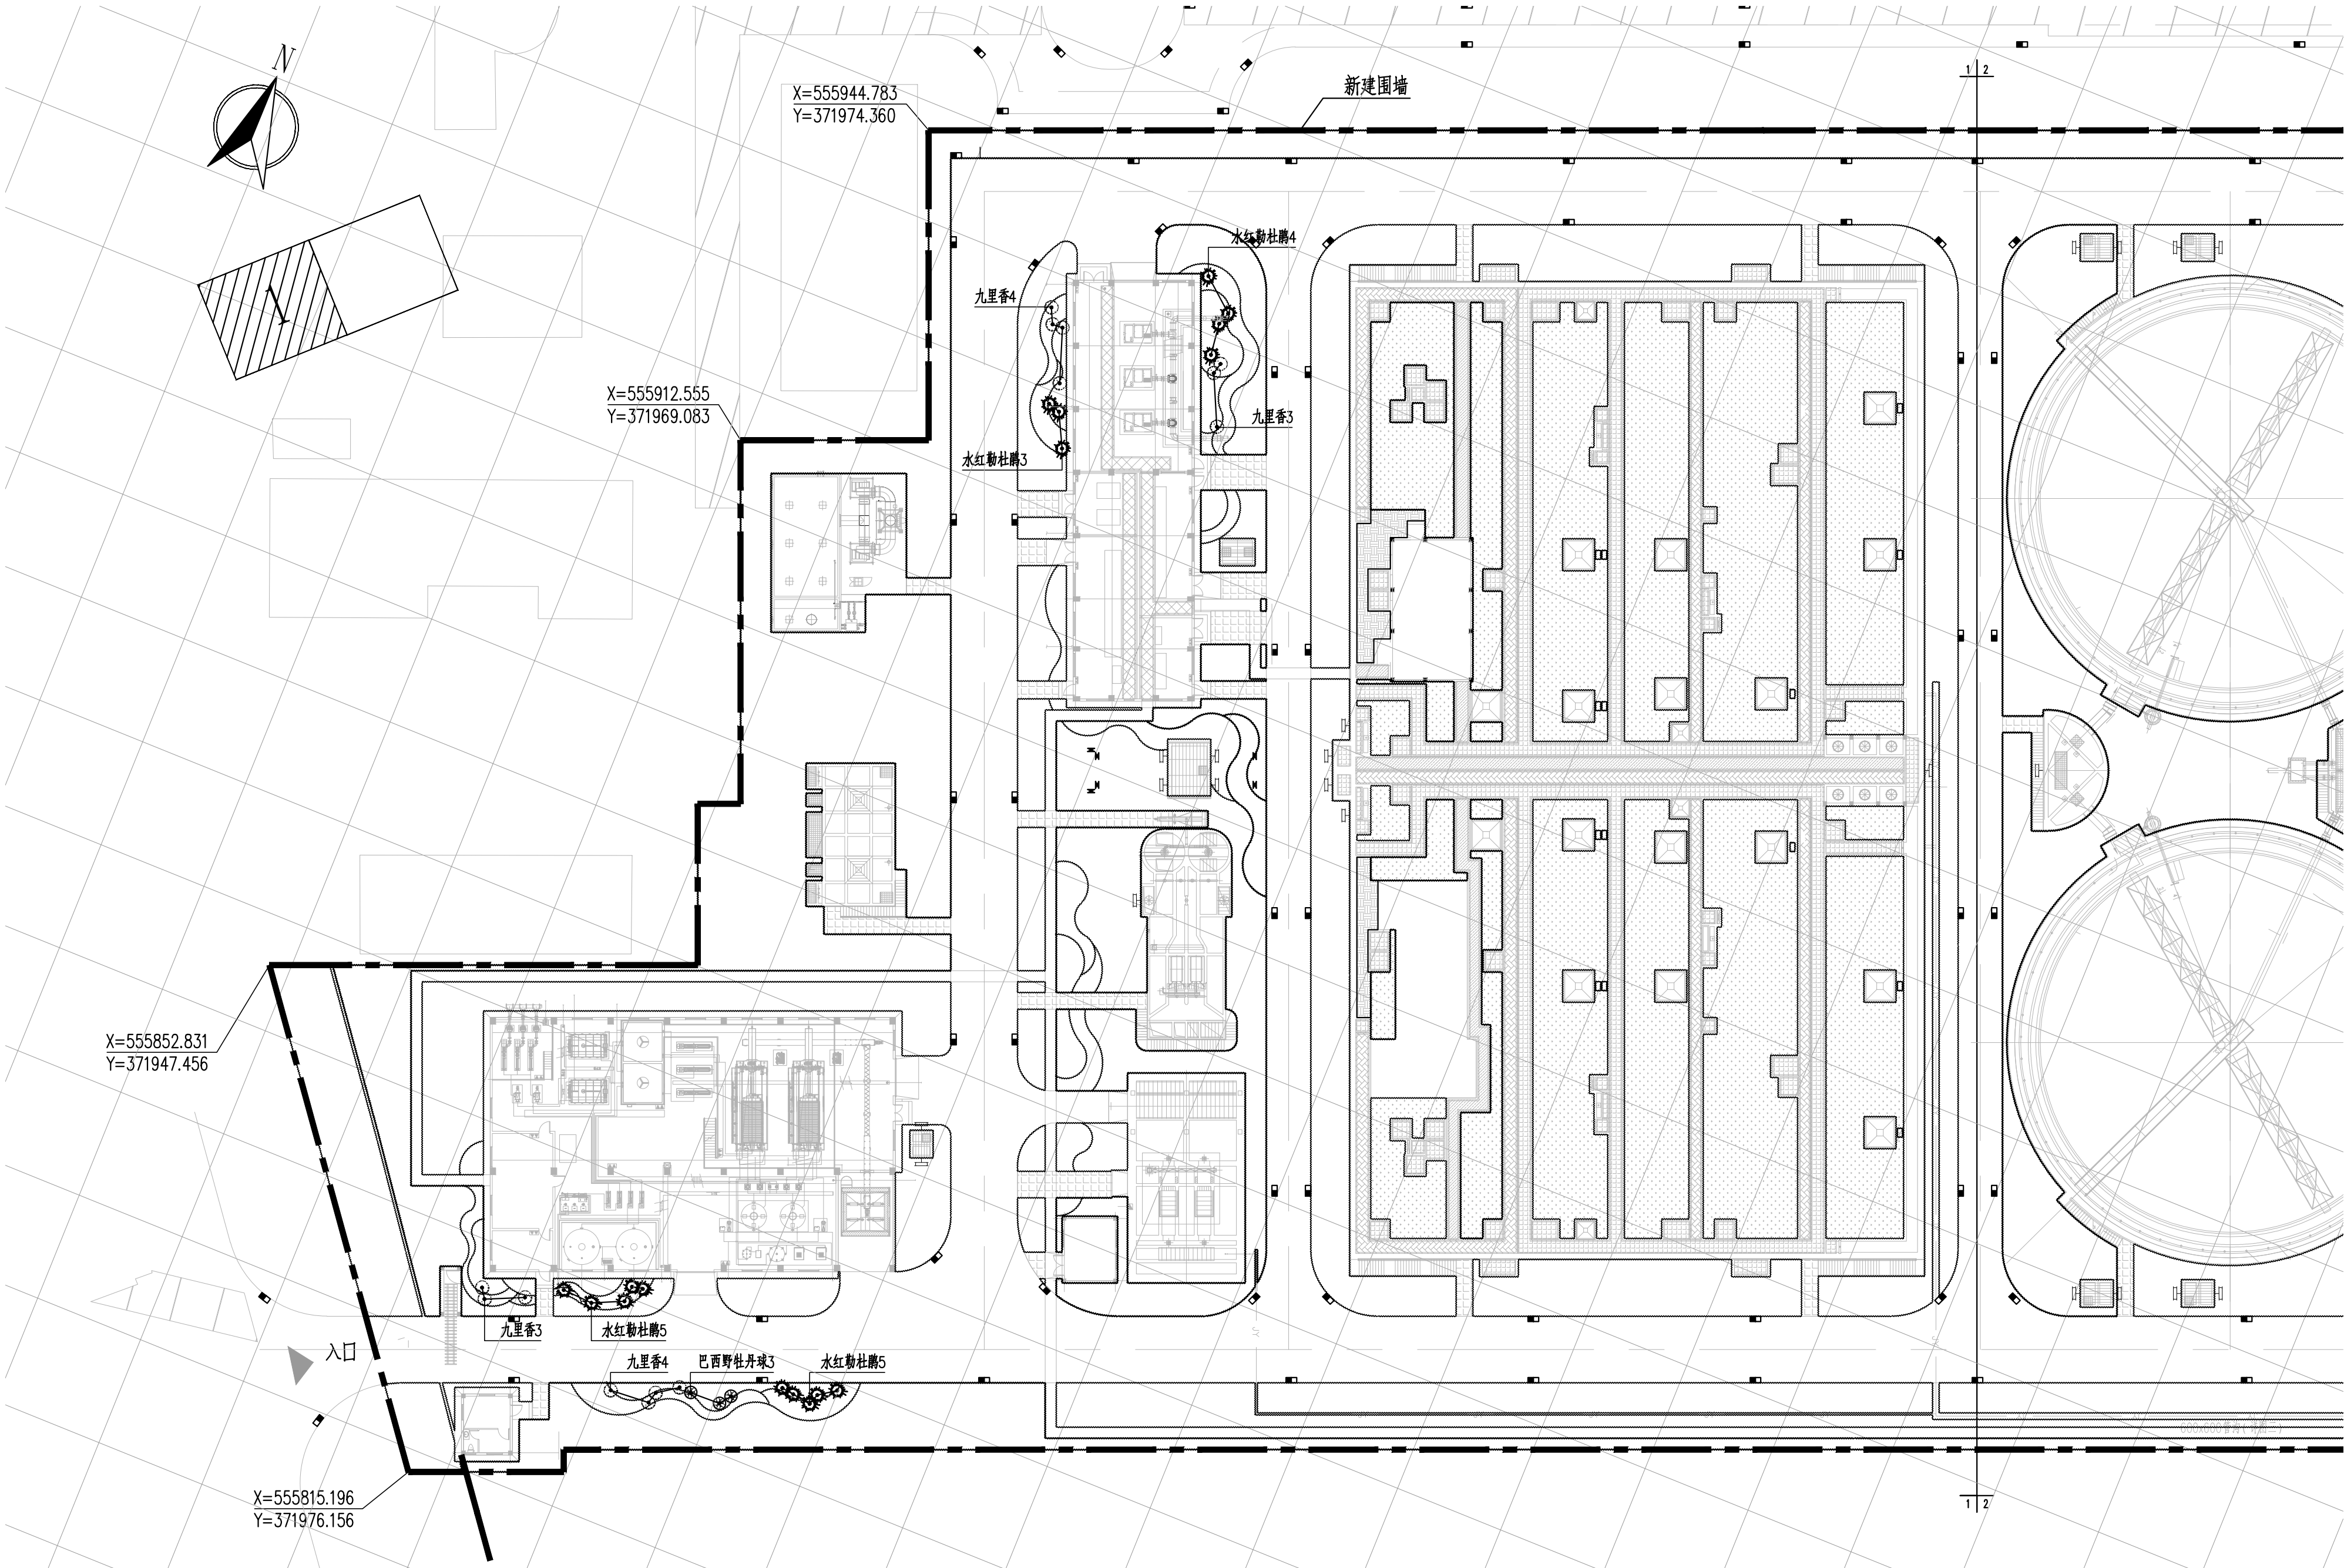 N
1
新建围墙
1 2
X=555944.783
Y=371974.360
水红勒杜鹃4
九里香4
X=555912.555
Y=371969.083
九里香3
水红勒杜鹃3
X=555852.831
Y=371947.456
九里香3
水红勒杜鹃5
入口
九里香4
巴西野牡丹球3
水红勒杜鹃5
X=555815.196
Y=371976.156
1 2